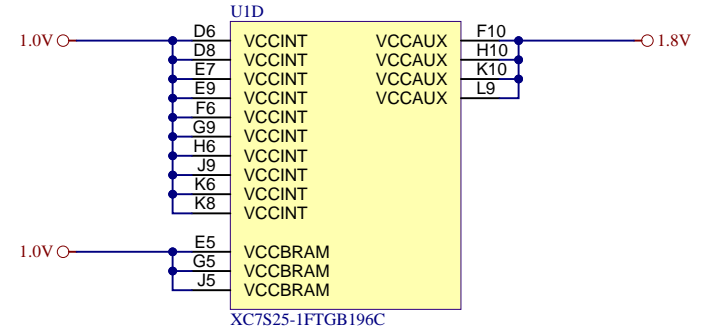 U1D
1.0V D6 VCCINT VCCAUX F10 1.8V
D8 VCCINT VCCAUX H10
E7 VCCINT VCCAUX K10
E9 VCCINT VCCAUX L9
F6 VCCINT
G9 VCCINT
H6 VCCINT
J9 VCCINT
K6 VCCINT
K8 VCCINT
1.0V E5 VCCBRAM
G5 VCCBRAM
J5 VCCBRAM
XC7S25-1FTGB196C